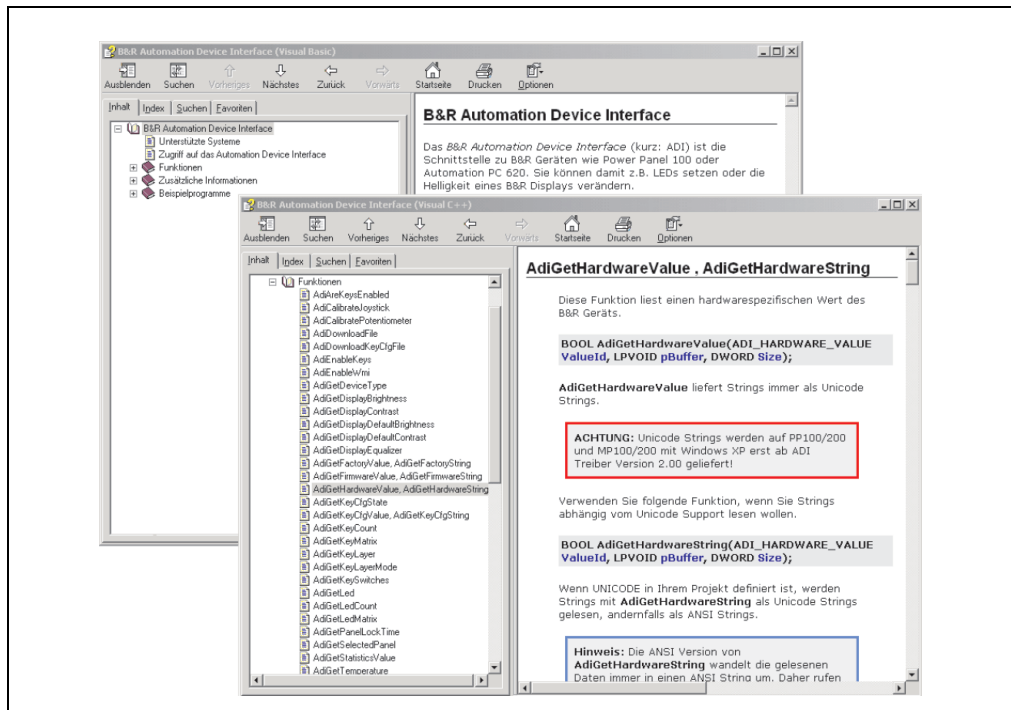 B&R Automation Device Interface (Visual Basic)
Ausblenden Suchen Vorheriges Nächstes Zurück Vorwärts Startseite Drucken Optionen
Inhalt Index Suchen Favoriten
B&R Automation Device Interface
Unterstützte Systeme
Zugriff auf das Automation Device Interface
Funktionen
Zusätzliche Informationen
Beispielprogramme
B&R Automation Device Interface
Das B&R Automation Device Interface (kurz: ADI) ist die
Schnittstelle zu B&R Geräten wie Power Panel 100 oder
Automation PC 620. Sie können damit z.B. LEDs setzen oder die
Helligkeit eines B&R Displays verändern.
B&R Automation Device Interface (Visual C++)
Ausblenden Suchen Vorheriges Nächstes Zurück Vorwärts Startseite Drucken Optionen
Inhalt Index Suchen Favoriten
Funktionen
AdiAreKeysEnabled
AdiCalibrateJoystick
AdiCalibratePotentiometer
AdiDownloadFile
AdiDownloadKeyCfgFile
AdiEnableKeys
AdiEnableWmi
AdiGetDeviceType
AdiGetDisplayBrightness
AdiGetDisplayContrast
AdiGetDisplayDefaultBrightness
AdiGetDisplayDefaultContrast
AdiGetDisplayEqualizer
AdiGetFactoryValue, AdiGetFactoryString
AdiGetFirmwareValue, AdiGetFirmwareString
AdiGetHardwareValue, AdiGetHardwareString
AdiGetKeyCfgState
AdiGetKeyCfgValue, AdiGetKeyCfgString
AdiGetKeyCount
AdiGetKeyMatrix
AdiGetKeyLayer
AdiGetKeyLayerMode
AdiGetKeySwitches
AdiGetLed
AdiGetLedCount
AdiGetLedMatrix
AdiGetPanelLockTime
AdiGetSelectedPanel
AdiGetStatisticsValue
AdiGetTemperature
AdiGetHardwareValue , AdiGetHardwareString
Diese Funktion liest einen hardwarespezifischen Wert des
B&R Geräts.
BOOL AdiGetHardwareValue(ADI_HARDWARE_VALUE
ValueId, LPVOID pBuffer, DWORD Size);
AdiGetHardwareValue liefert Strings immer als Unicode
Strings.
ACHTUNG: Unicode Strings werden auf PP100/200
und MP100/200 mit Windows XP erst ab ADI
Treiber Version 2.00 geliefert!
Verwenden Sie folgende Funktion, wenn Sie Strings
abhängig vom Unicode Support lesen wollen.
BOOL AdiGetHardwareString(ADI_HARDWARE_VALUE
ValueId, LPVOID pBuffer, DWORD Size);
Wenn UNICODE in Ihrem Projekt definiert ist, werden
Strings mit AdiGetHardwareString als Unicode Strings
gelesen, andernfalls als ANSI Strings.
Hinweis: Die ANSI Version von
AdiGetHardwareString wandelt die gelesenen
Daten immer in einen ANSI String um. Daher rufen